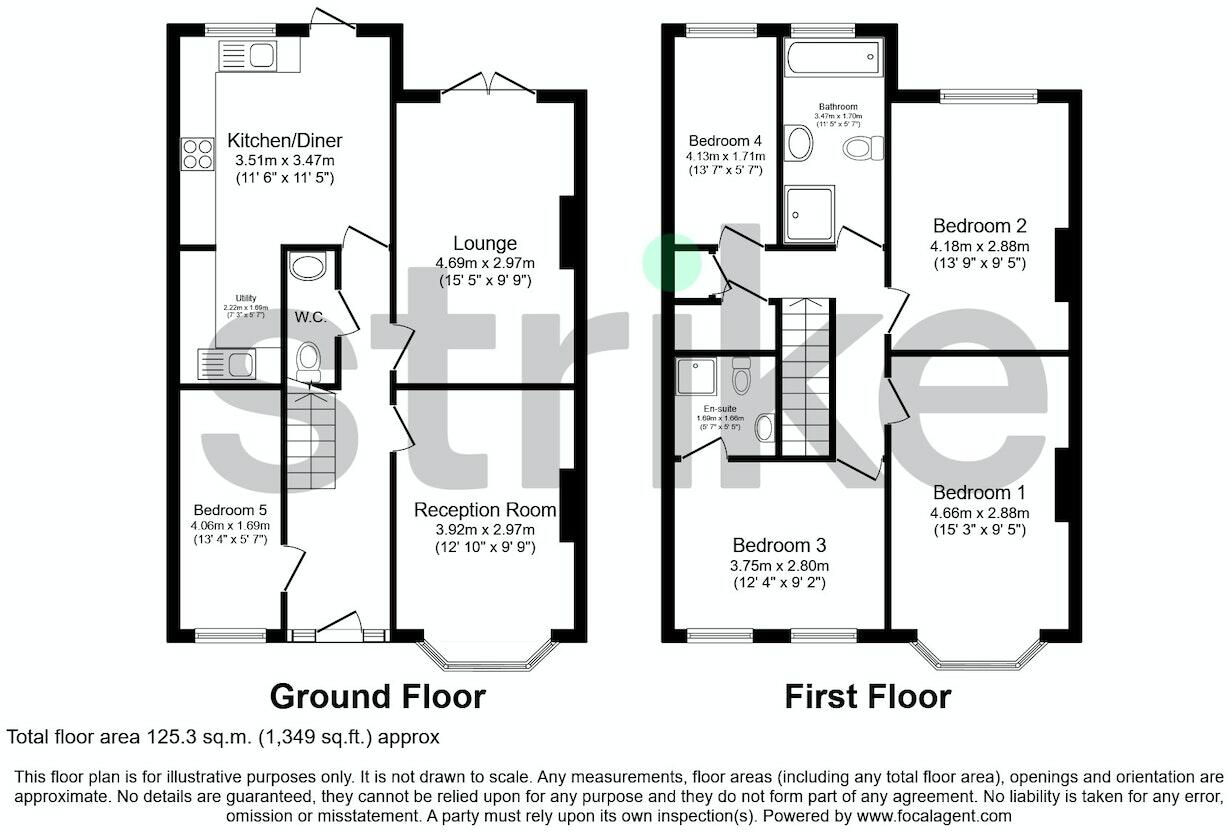 Kitchen/Diner
3.51m x 3.47m
(11' 6" x 11' 5")
Lounge
4.69m x 2.97m
(15' 5" x 9' 9")
Utility
2.22m x 1.69m
(7' 3" x 5' 7")
W.C.
Bedroom 5
4.06m x 1.69m
(13' 4" x 5' 7")
Reception Room
3.92m x 2.97m
(12' 10" x 9' 9")
Ground Floor
Bedroom 4
4.13m x 1.71m
(13' 7" x 5' 7")
Bathroom
3.47m x 1.70m
(11' 5" x 5' 7")
Bedroom 2
4.18m x 2.88m
(13' 9" x 9' 5")
En-suite
1.69m x 1.66m
(5' 7" x 5' 5")
Bedroom 1
4.66m x 2.88m
(15' 3" x 9' 5")
Bedroom 3
3.75m x 2.80m
(12' 4" x 9' 2")
First Floor
strike
Total floor area 125.3 sq.m. (1,349 sq.ft.) approx
This floor plan is for illustrative purposes only. It is not drawn to scale. Any measurements, floor areas (including any total floor area), openings and orientation are
approximate. No details are guaranteed, they cannot be relied upon for any purpose and they do not form part of any agreement. No liability is taken for any error,
omission or misstatement. A party must rely upon its own inspection(s). Powered by www.focalagent.com